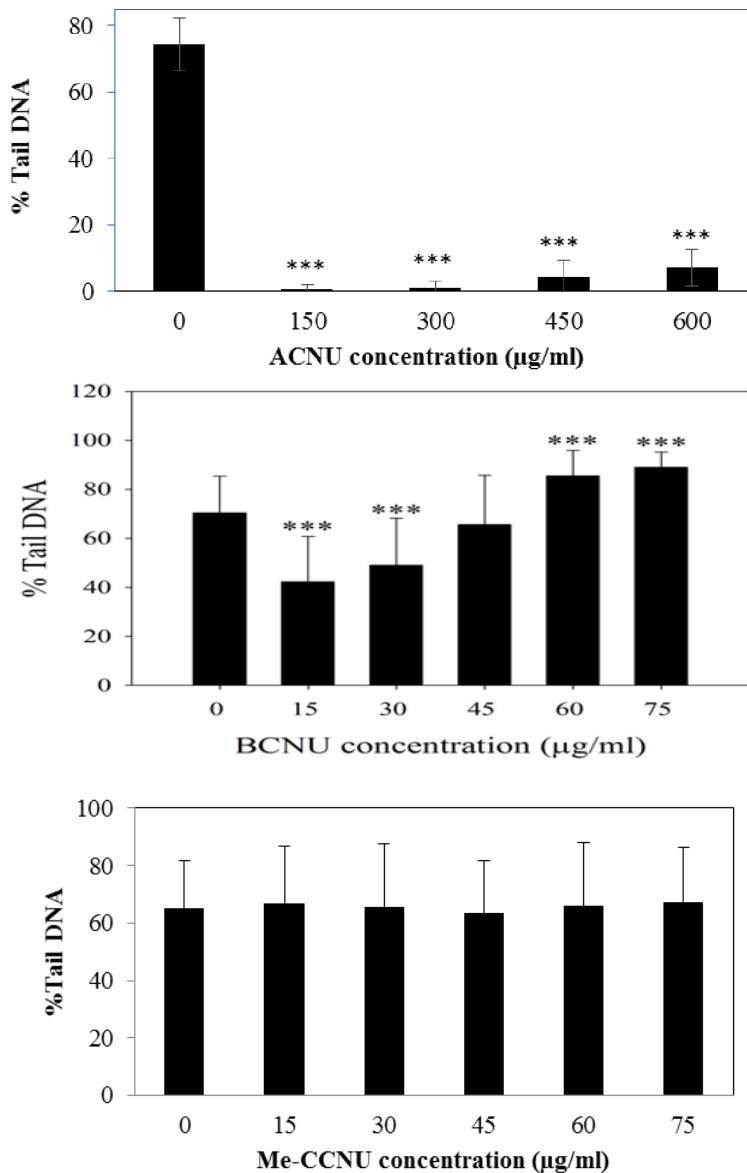 80
60
40
20
0
% Tail DNA
*** *** *** ***
0 150 300 450 600
ACNU concentration (µg/ml)
120
100
80
60
40
20
0
% Tail DNA
*** *** *** ***
0 15 30 45 60 75
BCNU concentration (µg/ml)
100
80
60
40
20
0
%Tail DNA
0 15 30 45 60 75
Me-CCNU concentration (µg/ml)